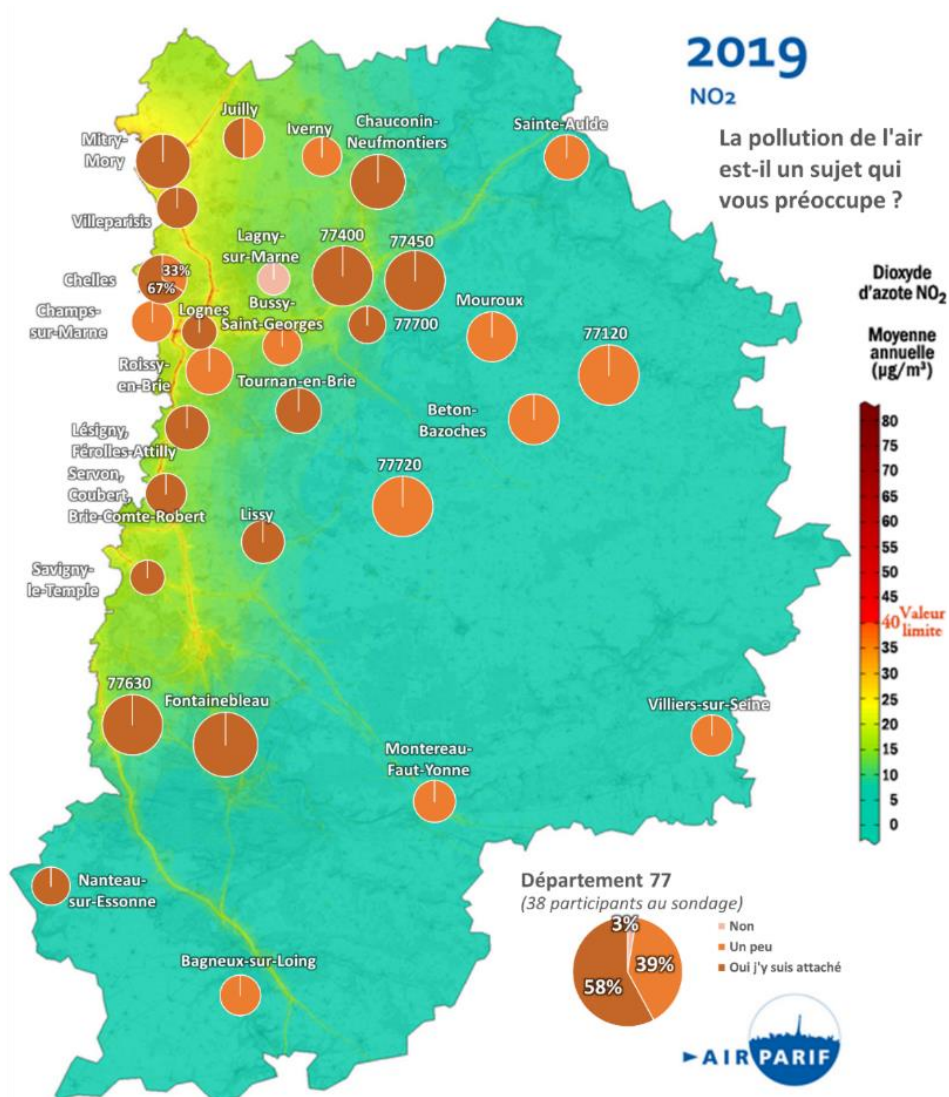 2019
NO₂
La pollution de l'air
est-il un sujet qui
vous préoccupe ?
Juilly
Iverny
Chauconin-
Neufmontiers
Sainte-Aulde
Mitry-
Mory
Villeparisis
Lagny-
sur-Marne
77400
77450
Chelles
33%
67%
Champs-
sur-Marne
Lognes
Bussy-
Saint-Georges
77700
Mouroux
77120
Roissy-
en-Brie
Tournan-en-Brie
Beton-
Bazoches
Lésigny,
Férolles-Attilly
Servon,
Coubert,
Brie-Comte-Robert
77720
Lissy
Savigny-
le-Temple
77630
Fontainebleau
Villiers-sur-Seine
Montereau-
Faut-Yonne
Nanteau-
sur-Essonne
Bagneux-sur-Loing
Dioxyde
d'azote NO₂
Moyenne
annuelle
(µg/m³)
80
75
70
65
60
55
50
45
40 Valeur
limite
35
30
25
20
15
10
5
0
Département 77
(38 participants au sondage)
3%
39%
58%
Non
Un peu
Oui j'y suis attaché
AIRPARIF